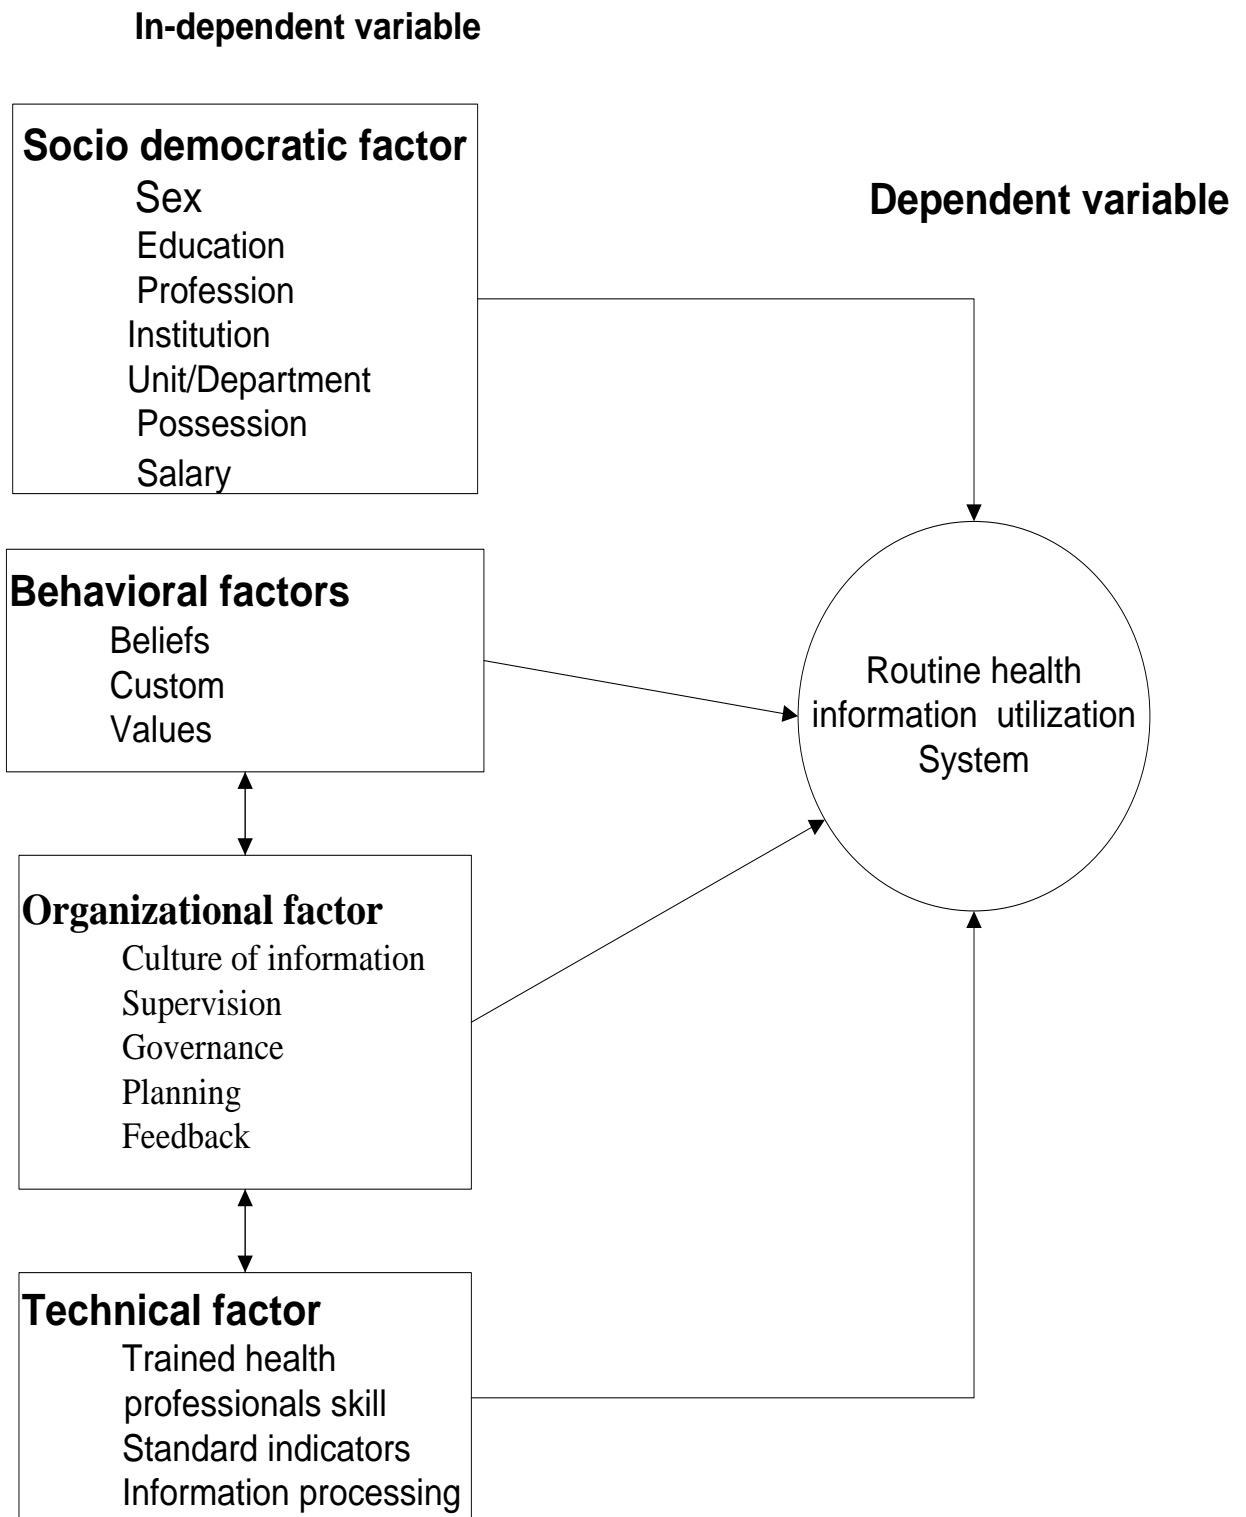 In-dependent variable
Socio democratic factor
Sex
Education
Profession
Institution
Unit/Department
Possession
Salary
Dependent variable
Behavioral factors
Beliefs
Custom
Values
Routine health
information utilization
System
Organizational factor
Culture of information
Supervision
Governance
Planning
Feedback
Technical factor
Trained health
professionals skill
Standard indicators
Information processing